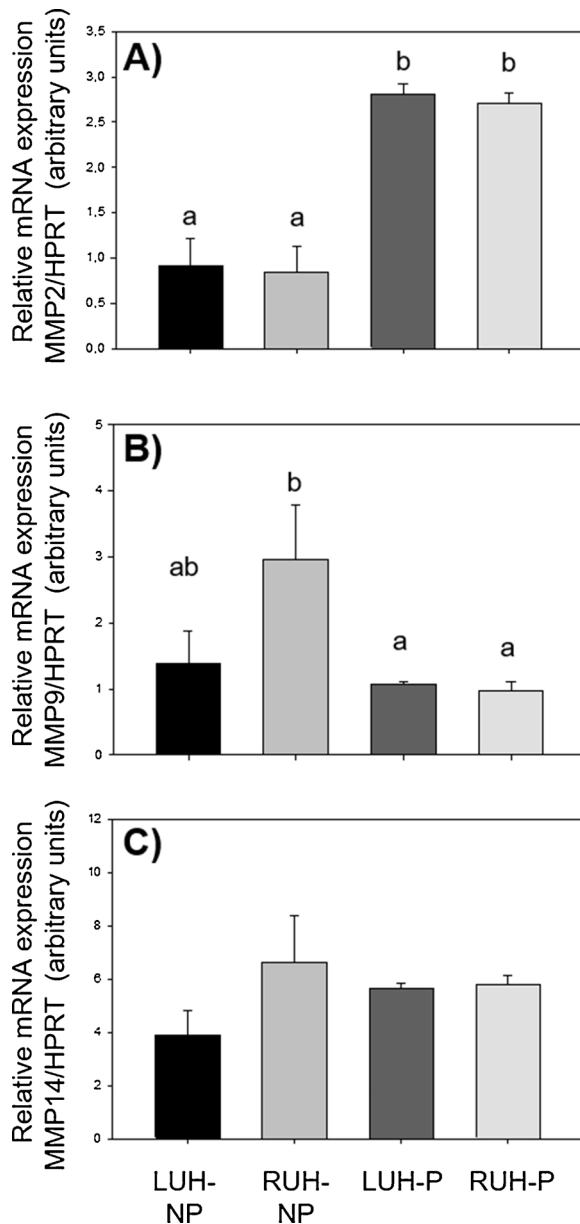 Relative mRNA expression
MMP2/HPRT (arbitrary units)
A)
3.5
3.0
2.5
2.0
1.5
1.0
0.5
0.0
a
a
b
b
Relative mRNA expression
MMP9/HPRT (arbitrary units)
B)
5
4
3
2
1
0
ab
b
a
a
Relative mRNA expression
MMP14/HPRT (arbitrary units)
C)
12
10
8
6
4
2
0
LUH-
NP
RUH-
NP
LUH-P
RUH-P